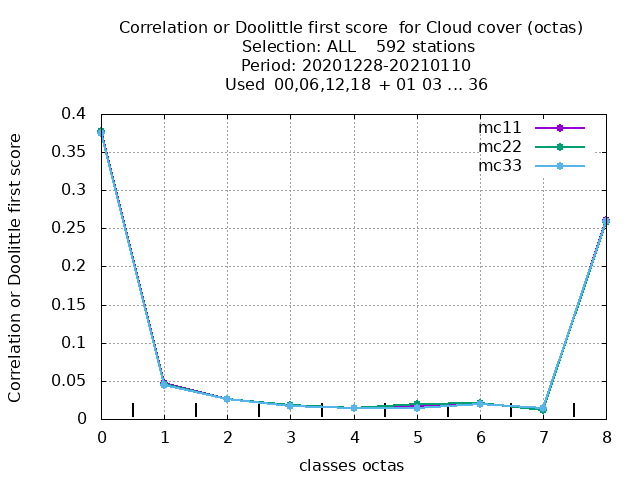 Correlation or Doolittle first score  for Cloud cover (octas)
Selection: ALL    592 stations
Period: 20201228-20210110
Used  00,06,12,18  + 01 03 ... 36
Correlation or Doolittle first score
0.4
0.35
0.3
0.25
0.2
0.15
0.1
0.05
0
mc11
mc22
mc33
0 1 2 3 4 5 6 7 8
classes octas